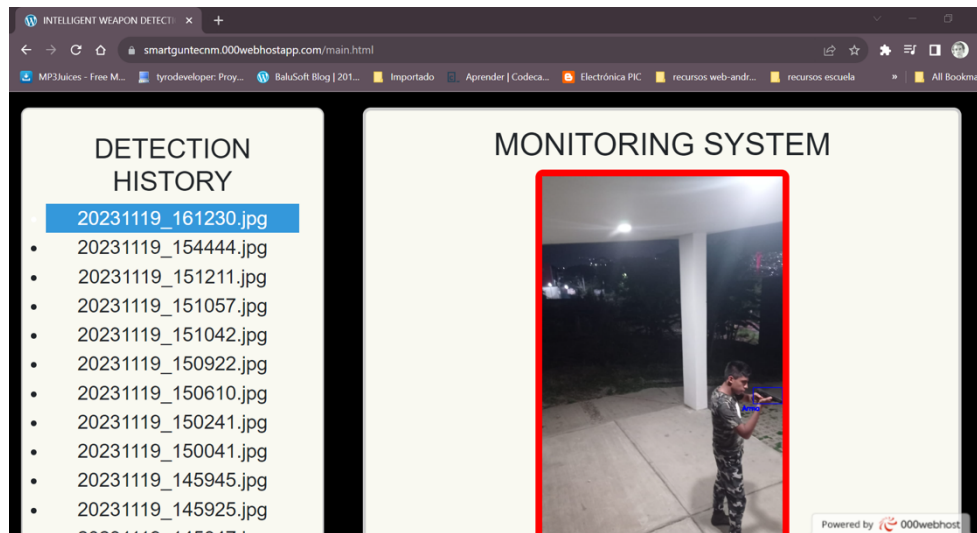 INTELLIGENT WEAPON DETECTI
smartguntecnm.000webhostapp.com/main.html
MP3Juices - Free M...
tyrodeveloper: Proy...
BaluSoft Blog | 201...
Importado
Aprender | Codeca...
Electrónica PIC
recursos web-andr...
recursos escuela
»
All Bookma
DETECTION
HISTORY
20231119_161230.jpg
20231119_154444.jpg
20231119_151211.jpg
20231119_151057.jpg
20231119_151042.jpg
20231119_150922.jpg
20231119_150610.jpg
20231119_150241.jpg
20231119_150041.jpg
20231119_145945.jpg
20231119_145925.jpg
MONITORING SYSTEM
Arma
Powered by 000webhost